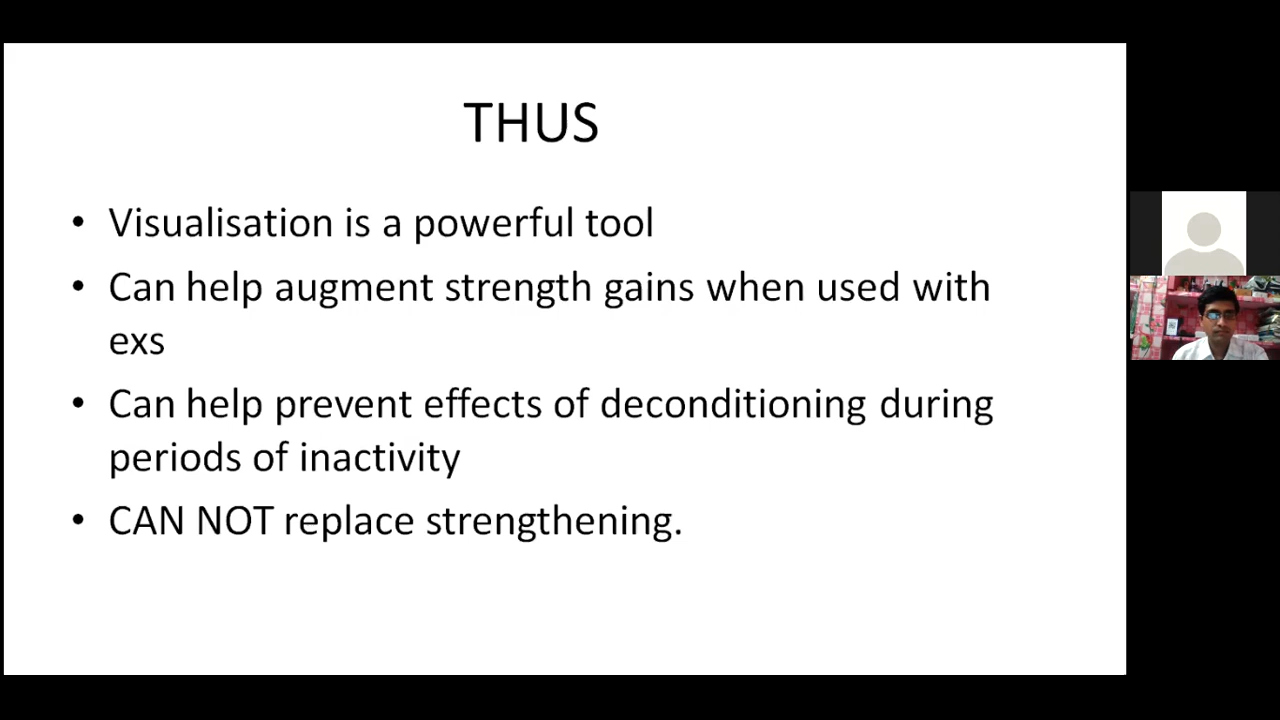 THUS
• Visualisation is a powerful tool
• Can help augment strength gains when used with
exs
• Can help prevent effects of deconditioning during
periods of inactivity
• CAN NOT replace strengthening.